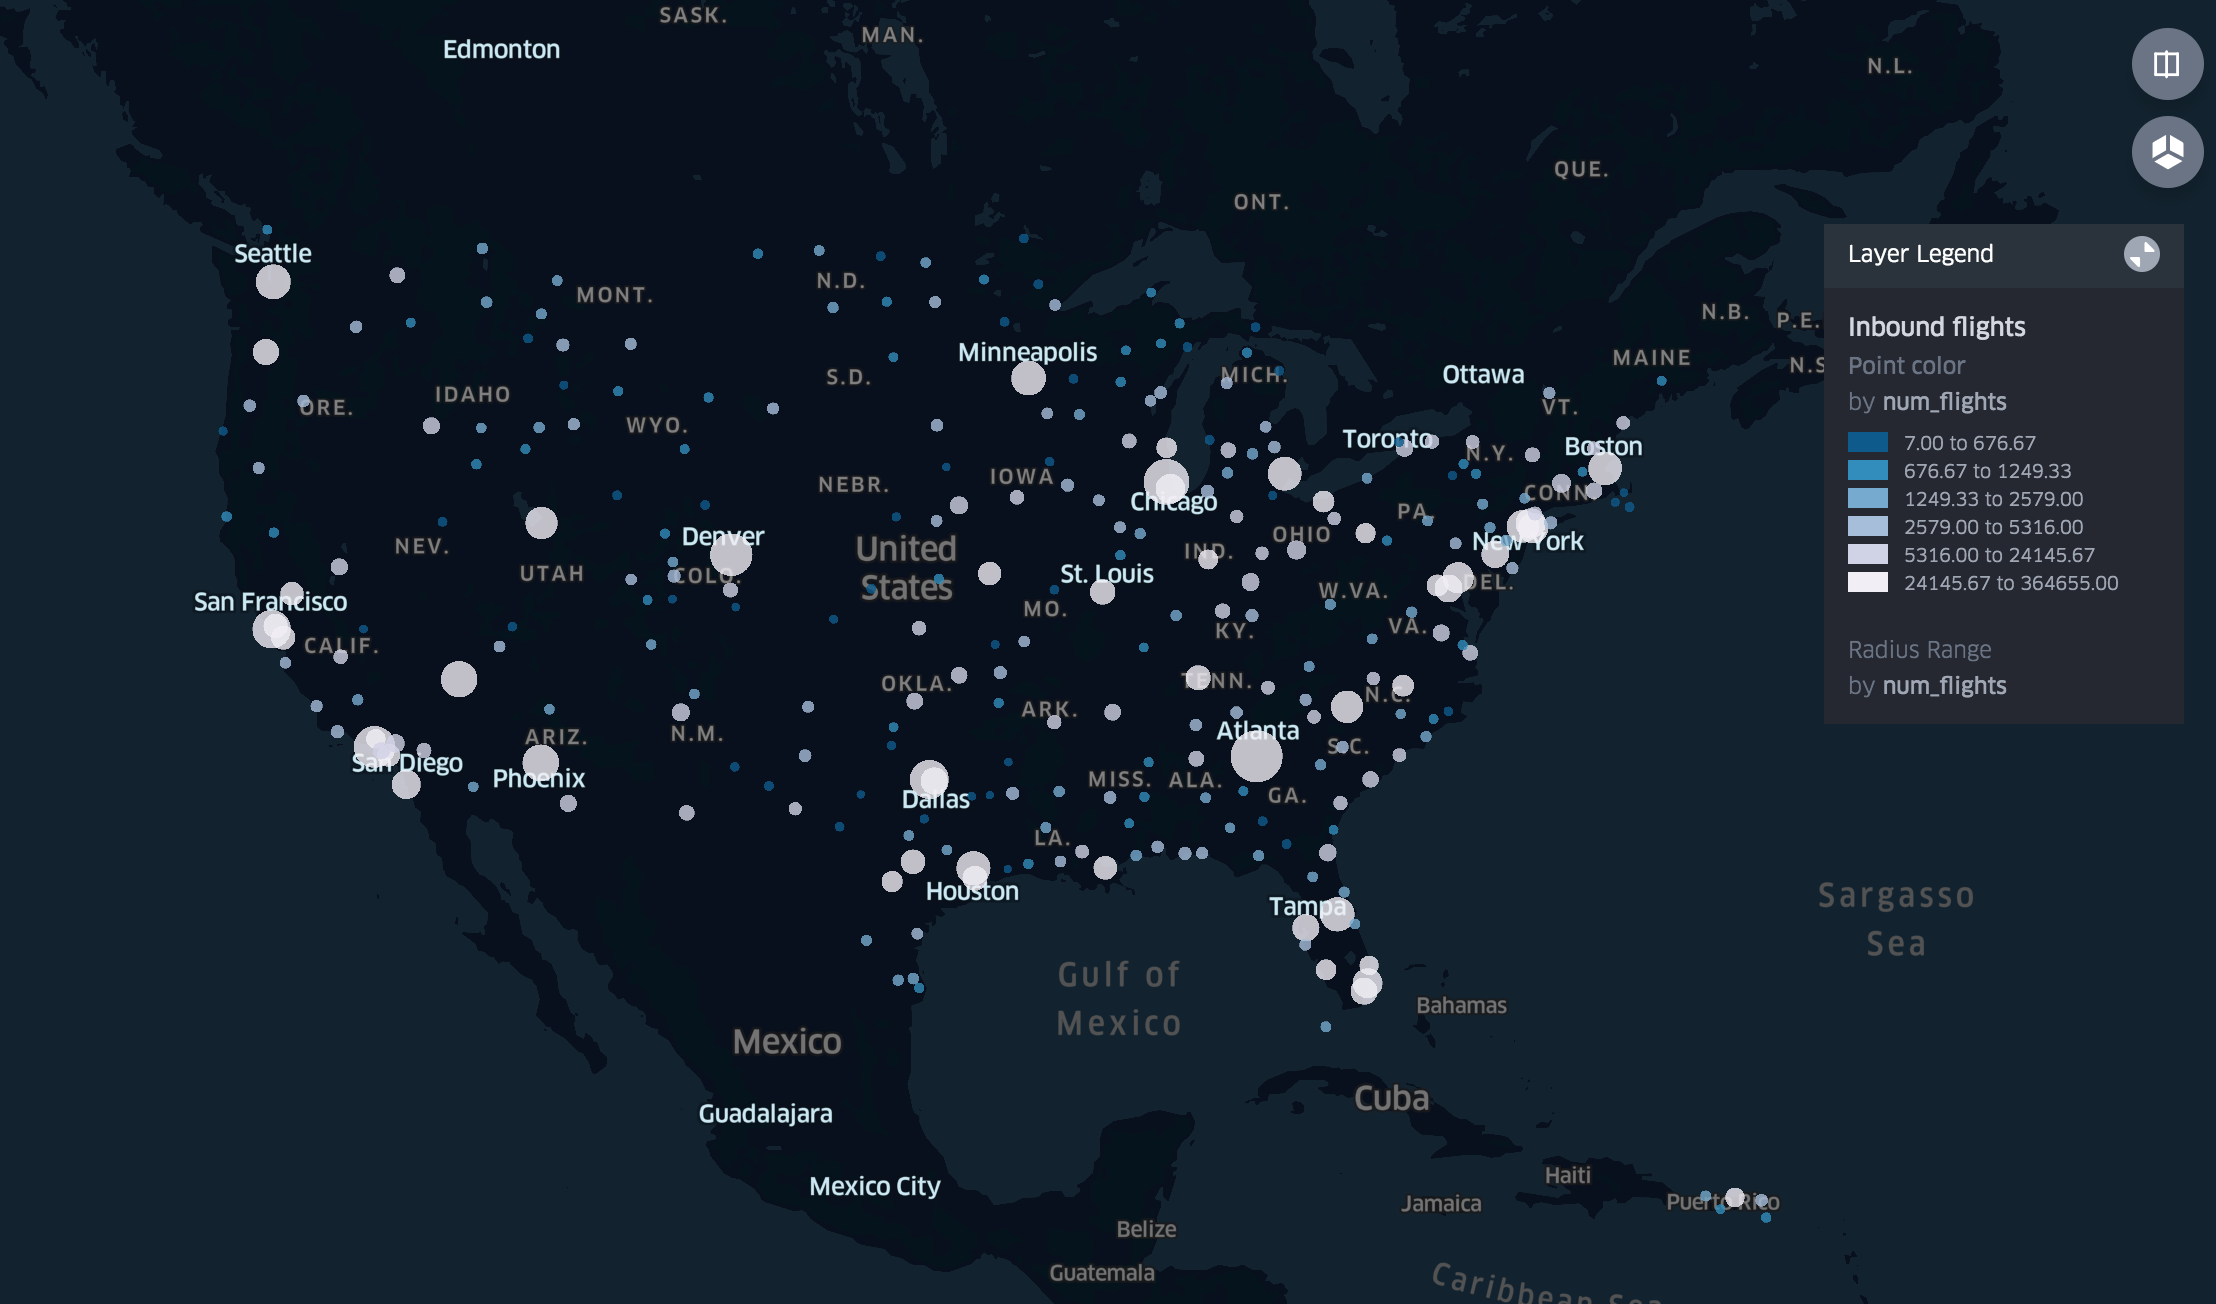 SASK.
Edmonton
MAN.
N.L.
QUE.
ONT.
Seattle
Layer Legend
MONT.
N.D.
Inbound flights
Point color
by num_flights
7.00 to 676.67
676.67 to 1249.33
1249.33 to 2579.00
2579.00 to 5316.00
5316.00 to 24145.67
24145.67 to 364655.00
Radius Range
by num_flights
N.B.
P.E.
Minneapolis
MAINE
N.S
S.D.
MICH.
Ottawa
IDAHO
ORE.
WYO.
VT.
Toronto
Boston
N.Y.
IOWA
NEBR.
CONN
Chicago
PA.
Denver
OHIO
New York
NEV.
United
States
IND.
UTAH
COLO.
St. Louis
DEL.
W.VA.
San Francisco
MO.
KY.
VA.
CALIF.
OKLA.
TENN.
N.C.
ARK.
ARIZ.
N.M.
Atlanta
S.C.
San Diego
Phoenix
MISS.
ALA.
GA.
Dallas
LA.
Houston
Tampa
Sargasso
Sea
Gulf of
Mexico
Bahamas
Mexico
Cuba
Guadalajara
Mexico City
Haiti
Jamaica
Puerto Rico
Belize
Guatemala
Caribbean Sea